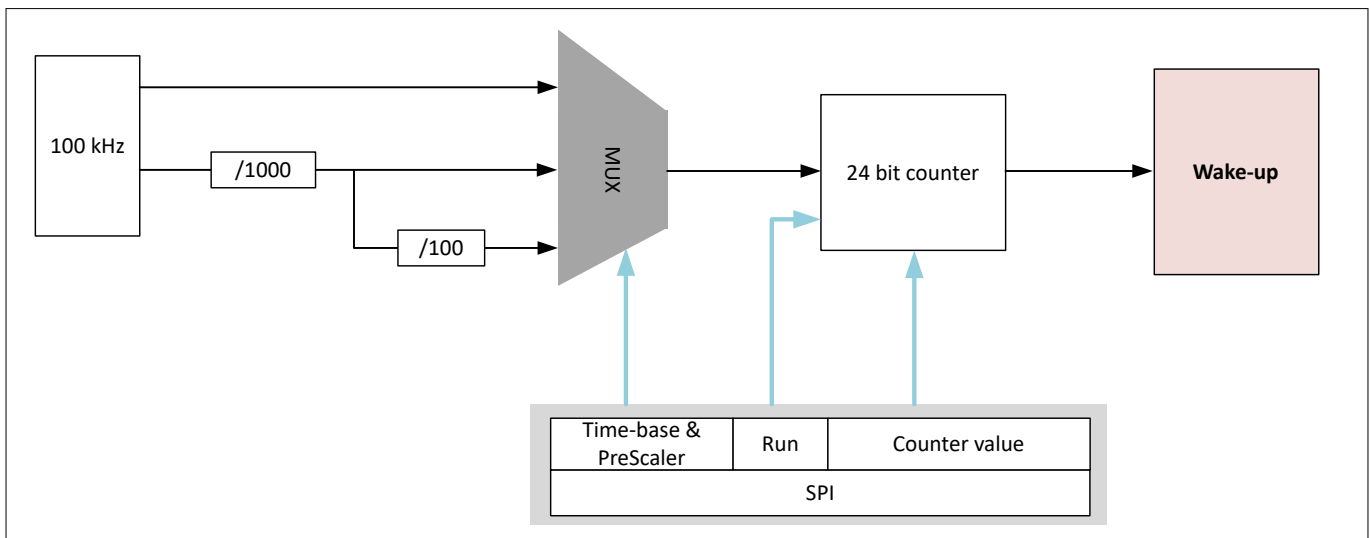 100 kHz
/1000
/100
MUX
24 bit counter
Wake-up
Time-base &
PreScaler
Run
Counter value
SPI